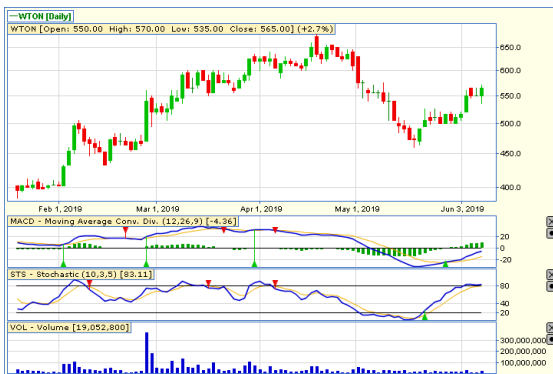 WTON [Daily]
WTON [Open: 550.00 High: 570.00 Low: 535.00 Close: 565.00] (+2.7%)
650.0
600.0
550.0
500.0
450.0
400.0
Feb 1, 2019 Mar 1, 2019 Apr 1, 2019 May 1, 2019 Jun 3, 2019
MACD - Moving Average Conv. Div. (12,26,9) [-4.36]
20
0
-20
STS - Stochastic (10,3,5) [83.11]
80
40
20
VOL - Volume [19,052,800]
300,000,000
200,000,000
100,000,000